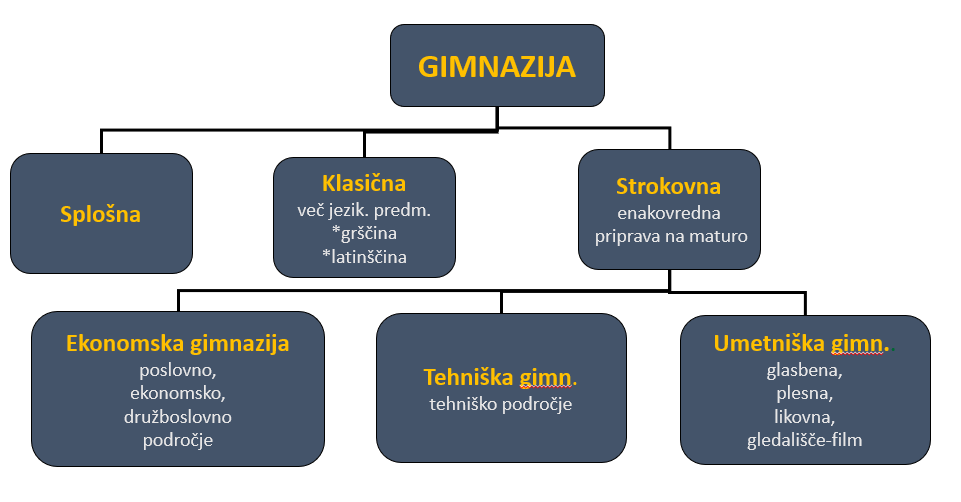 GIMNAZIJA
Splošna
Klasična
več jezik. predm.
*grščina
*latinščina
Strokovna
enakovredna
priprava na maturo
Ekonomska gimnazija
poslovno,
ekonomsko,
družboslovno
področje
Tehniška gimn.
tehniško področje
Umetniška gimn.
glasbena,
plesna,
likovna,
gledališče-film